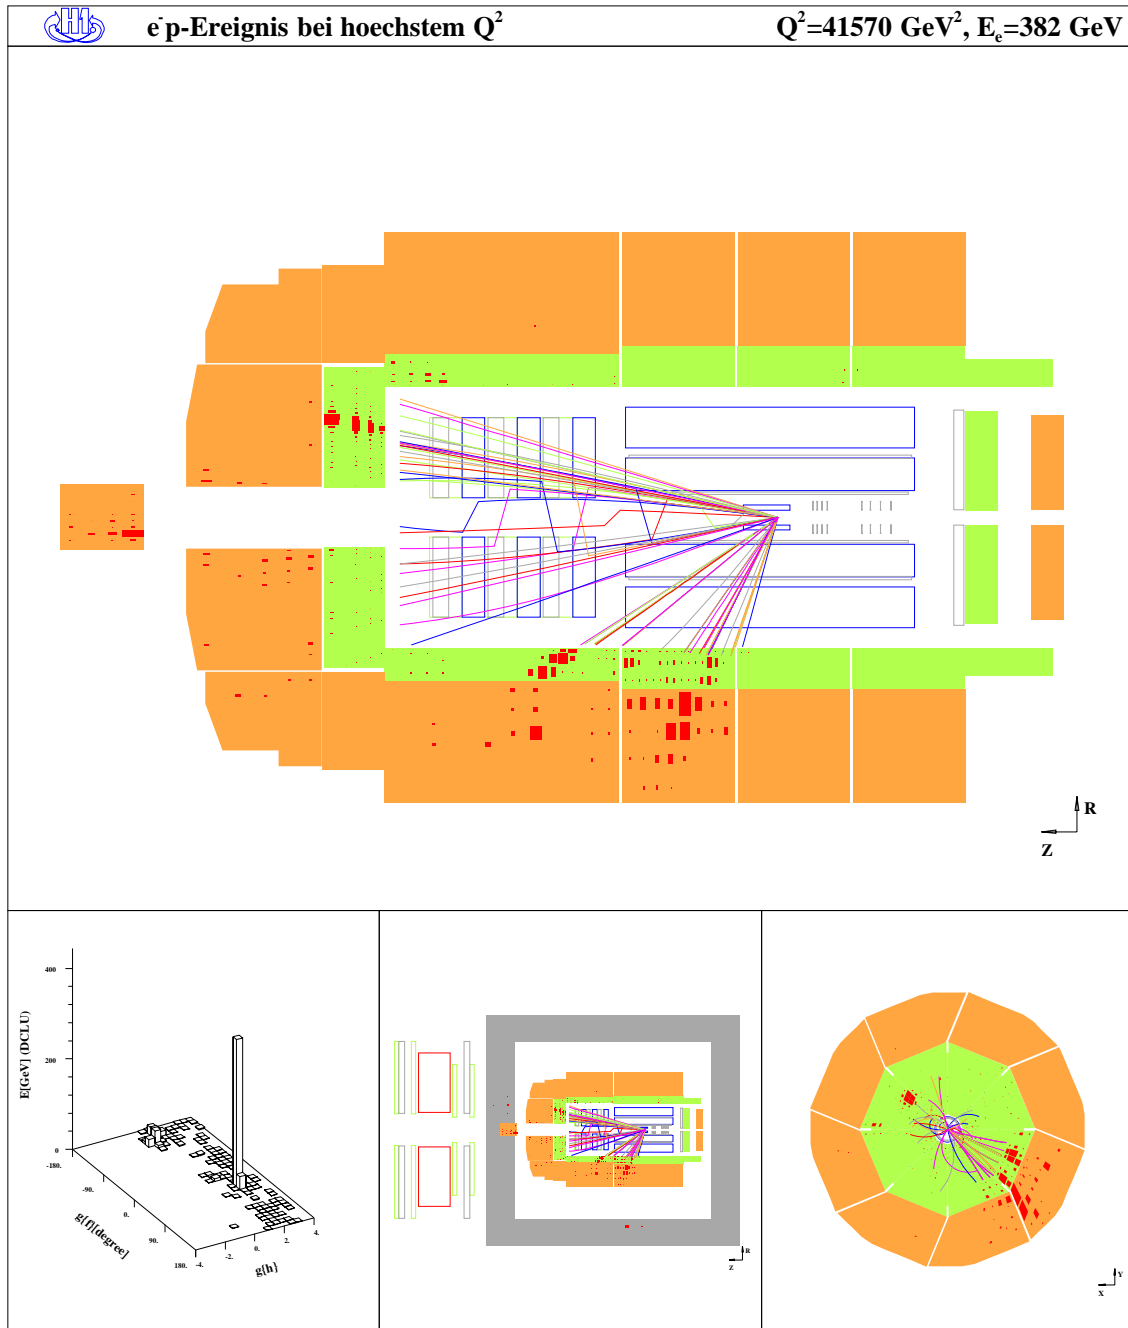 H1
e⁻p-Ereignis bei hoechstem Q²
Q²=41570 GeV², Eₑ=382 GeV
R
Z
E[GeV] (DCLU)
400
200
0
-180.
-90.
0.
90.
180.
g{f}[degree]
-4.
-2.
0.
2.
4.
g{h}
R
Z
Y
X